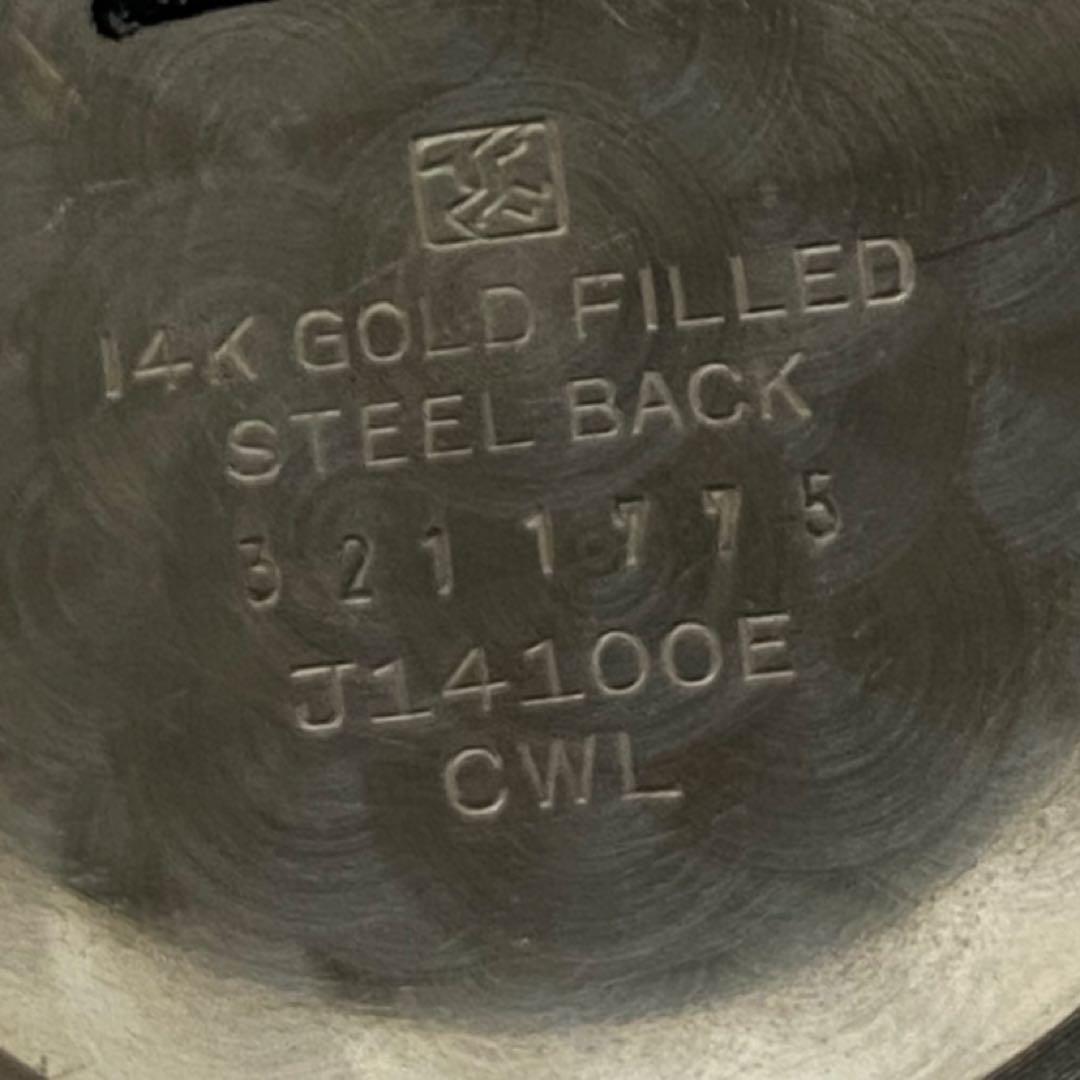 14K GOLD FILLED
STEEL BACK
3211775
J14100E
CWL